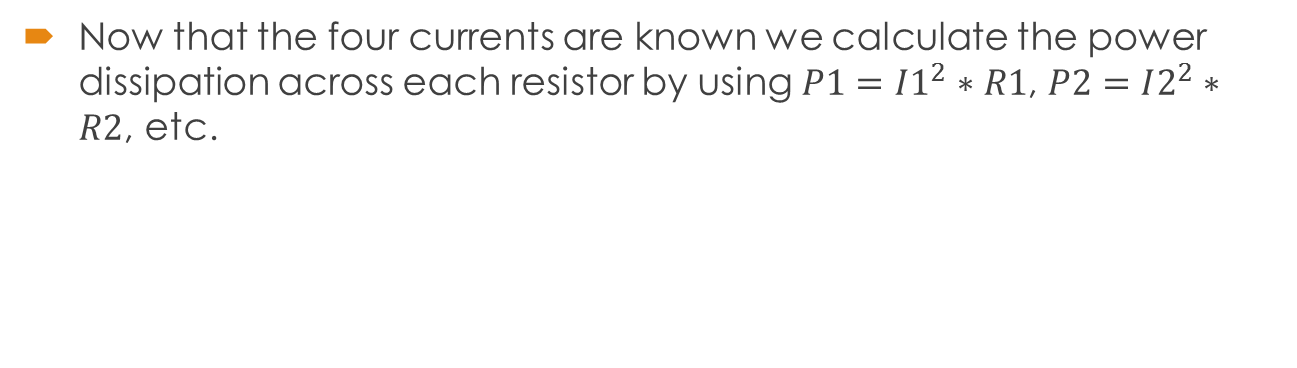 Now that the four currents are known we calculate the power
dissipation across each resistor by using P1 = I1² * R1, P2 = I2² *
R2, etc.